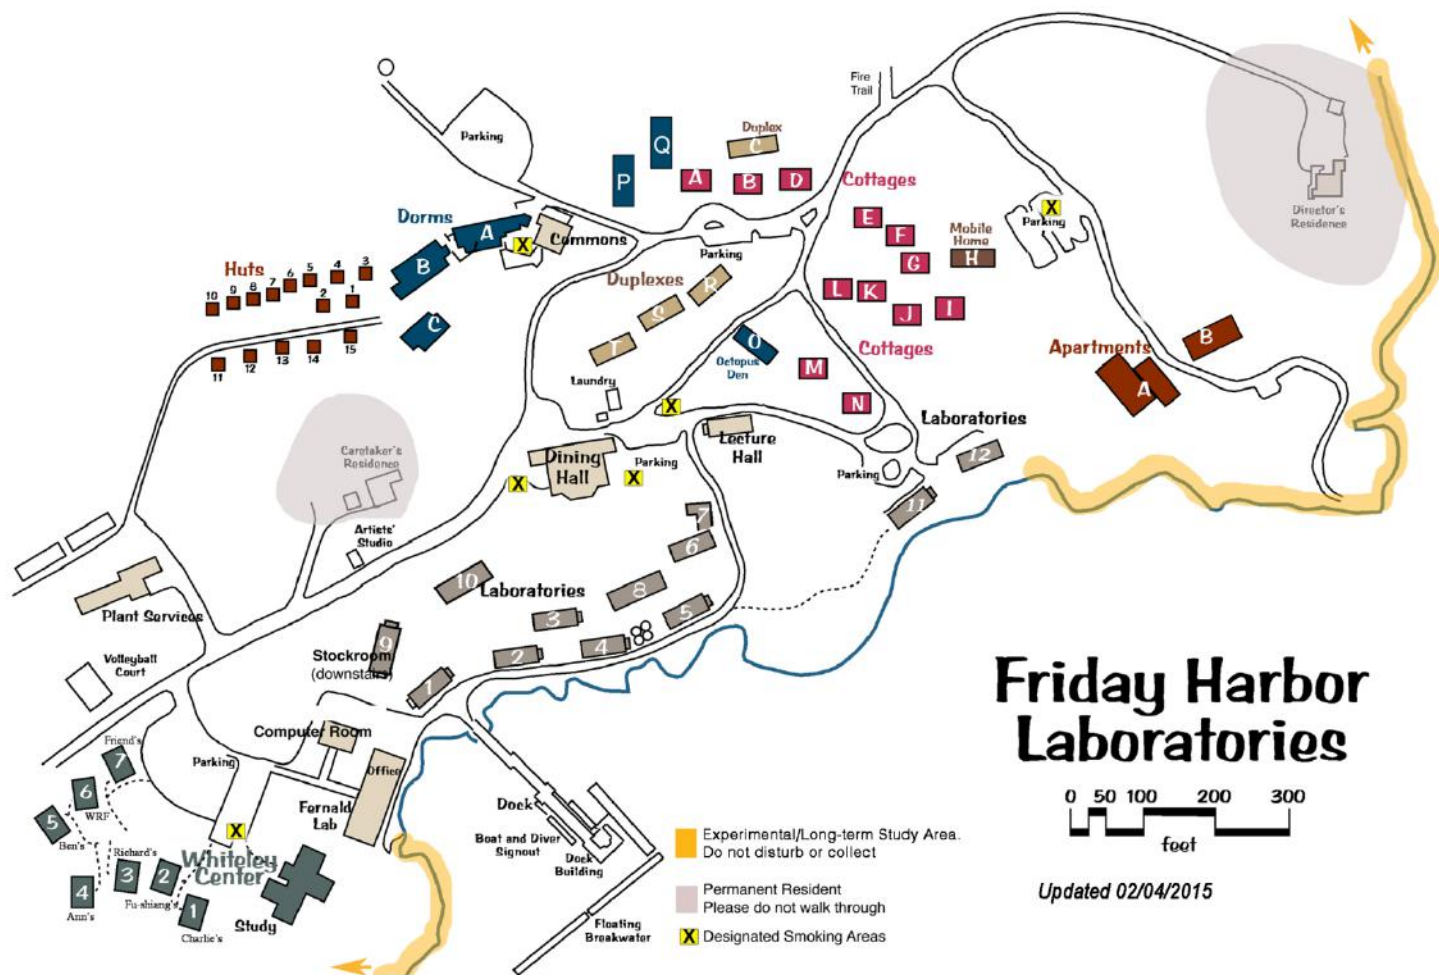 Fire
Trail
Parking
Q
Duplex
C
P
A
B
D
Cottages
Director's
Residence
Dorms
A
X
Commons
B
E
F
G
Mobile
Home
H
X
Parking
Huts
10
9
8
7
6
5
4
3
2
1
C
Duplexes
Parking
R
S
T
L
K
J
I
Cottages
O
Octopus
Den
M
N
Apartments
B
A
11
12
13
14
15
Laundry
X
Caretaker's
Residence
Dining
Hall
X
Parking
X
Lecture
Hall
Laboratories
12
Parking
11
Artists'
Studio
Plant Services
Volleyball
Court
10
Laboratories
7
6
8
5
3
4
2
9
1
Stockroom
(downstairs)
Computer Room
Office
Fernald
Lab
Parking
Friend's
7
6
WRF
5
Ben's
4
Ann's
Richard's
3
2
Fu-shiang's
1
Charlie's
X
Whiteley
Center
Study
Dock
Boat and Diver
Signout
Dock
Building
Floating
Breakwater
Friday Harbor
Laboratories
0 50 100 200 300
feet
Updated 02/04/2015
Experimental/Long-term Study Area.
Do not disturb or collect
Permanent Resident
Please do not walk through
X Designated Smoking Areas